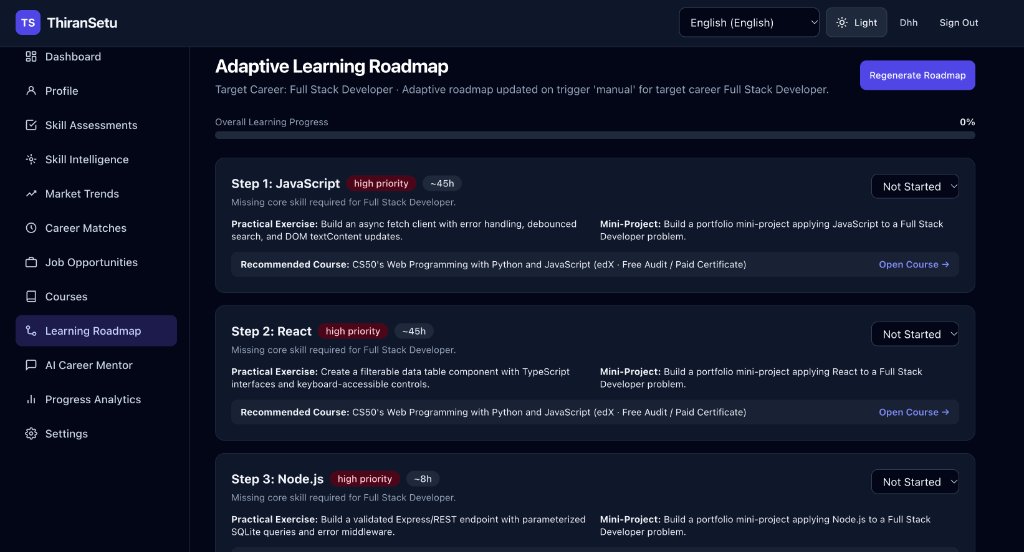 TS ThiranSetu
English (English)
Light
Dhh
Sign Out
Dashboard
Profile
Skill Assessments
Skill Intelligence
Market Trends
Career Matches
Job Opportunities
Courses
Learning Roadmap
AI Career Mentor
Progress Analytics
Settings
Adaptive Learning Roadmap
Target Career: Full Stack Developer · Adaptive roadmap updated on trigger 'manual' for target career Full Stack Developer.
Regenerate Roadmap
Overall Learning Progress
0%
Step 1: JavaScript high priority ~45h
Not Started
Missing core skill required for Full Stack Developer.
Practical Exercise: Build an async fetch client with error handling, debounced
search, and DOM textContent updates.
Mini-Project: Build a portfolio mini-project applying JavaScript to a Full Stack
Developer problem.
Recommended Course: CS50's Web Programming with Python and JavaScript (edX · Free Audit / Paid Certificate)
Open Course →
Step 2: React high priority ~45h
Not Started
Missing core skill required for Full Stack Developer.
Practical Exercise: Create a filterable data table component with TypeScript
interfaces and keyboard-accessible controls.
Mini-Project: Build a portfolio mini-project applying React to a Full Stack
Developer problem.
Recommended Course: CS50's Web Programming with Python and JavaScript (edX · Free Audit / Paid Certificate)
Open Course →
Step 3: Node.js high priority ~8h
Not Started
Missing core skill required for Full Stack Developer.
Practical Exercise: Build a validated Express/REST endpoint with parameterized
SQLite queries and error middleware.
Mini-Project: Build a portfolio mini-project applying Node.js to a Full Stack
Developer problem.